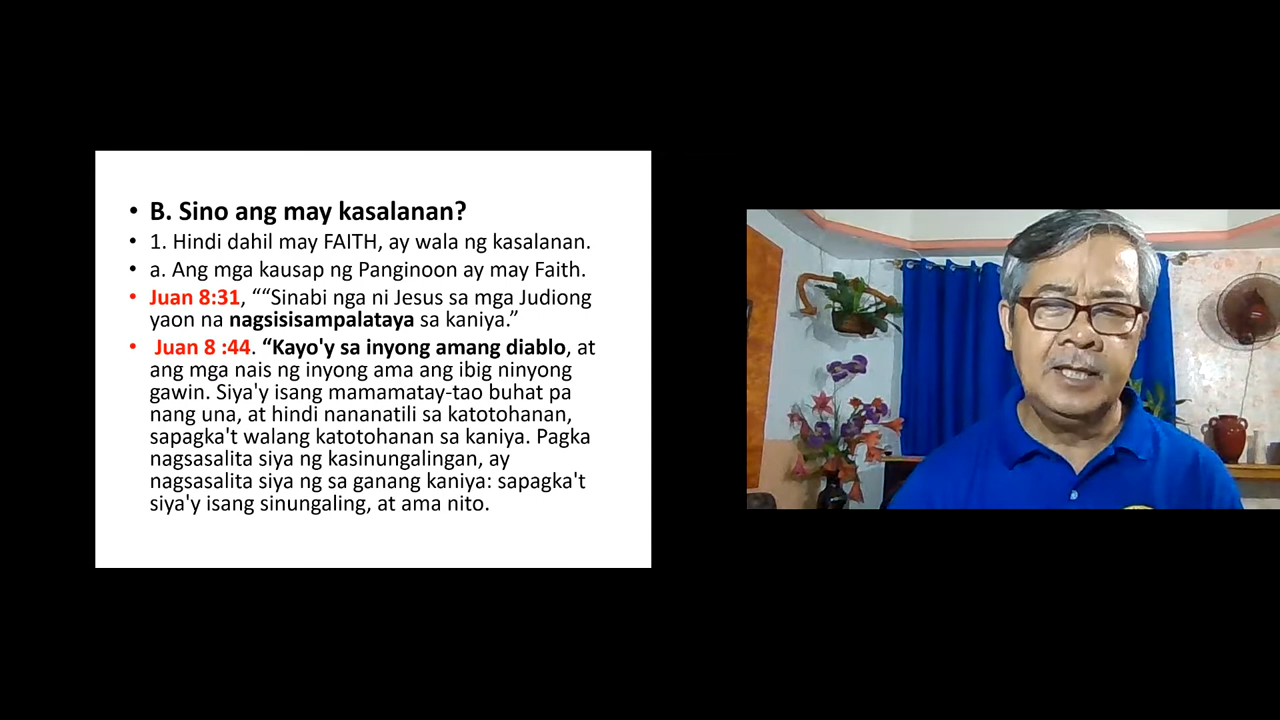 • B. Sino ang may kasalanan?
• 1. Hindi dahil may FAITH, ay wala ng kasalanan.
• a. Ang mga kausap ng Panginoon ay may Faith.
• Juan 8:31, ““Sinabi nga ni Jesus sa mga Judiong
yaon na nagsisisampalataya sa kaniya.”
• Juan 8 :44. “Kayo'y sa inyong amang diablo, at
ang mga nais ng inyong ama ang ibig ninyong
gawin. Siya'y isang mamamatay-tao buhat pa
nang una, at hindi nananatili sa katotohanan,
sapagka't walang katotohanan sa kaniya. Pagka
nagsasalita siya ng kasinungalingan, ay
nagsasalita siya ng sa ganang kaniya: sapagka't
siya'y isang sinungaling, at ama nito.